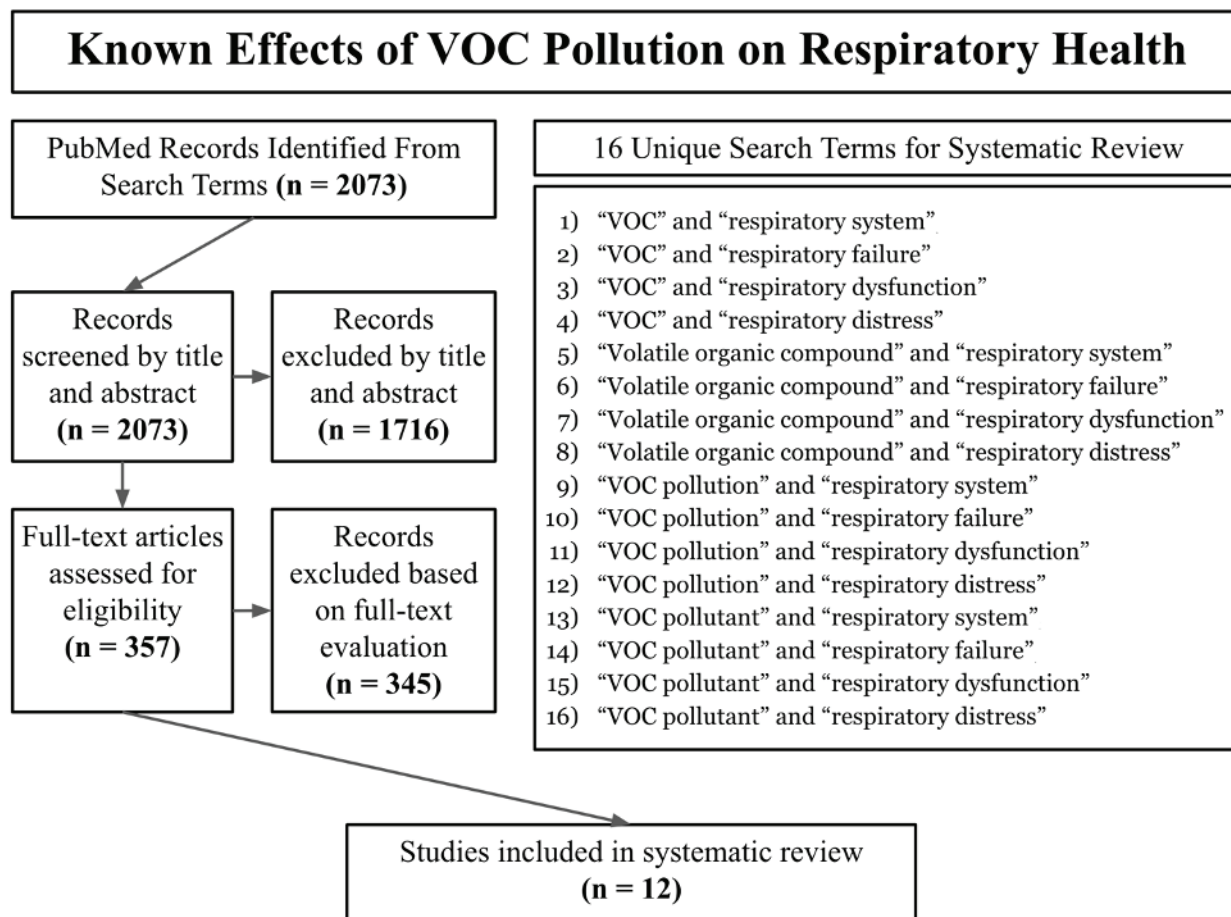 Known Effects of VOC Pollution on Respiratory Health
PubMed Records Identified From
Search Terms (n = 2073)
Records
screened by title
and abstract
(n = 2073)
Records
excluded by title
and abstract
(n = 1716)
Full-text articles
assessed for
eligibility
(n = 357)
Records
excluded based
on full-text
evaluation
(n = 345)
16 Unique Search Terms for Systematic Review
1) “VOC” and “respiratory system”
2) “VOC” and “respiratory failure”
3) “VOC” and “respiratory dysfunction”
4) “VOC” and “respiratory distress”
5) “Volatile organic compound” and “respiratory system”
6) “Volatile organic compound” and “respiratory failure”
7) “Volatile organic compound” and “respiratory dysfunction”
8) “Volatile organic compound” and “respiratory distress”
9) “VOC pollution” and “respiratory system”
10) “VOC pollution” and “respiratory failure”
11) “VOC pollution” and “respiratory dysfunction”
12) “VOC pollution” and “respiratory distress”
13) “VOC pollutant” and “respiratory system”
14) “VOC pollutant” and “respiratory failure”
15) “VOC pollutant” and “respiratory dysfunction”
16) “VOC pollutant” and “respiratory distress”
Studies included in systematic review
(n = 12)